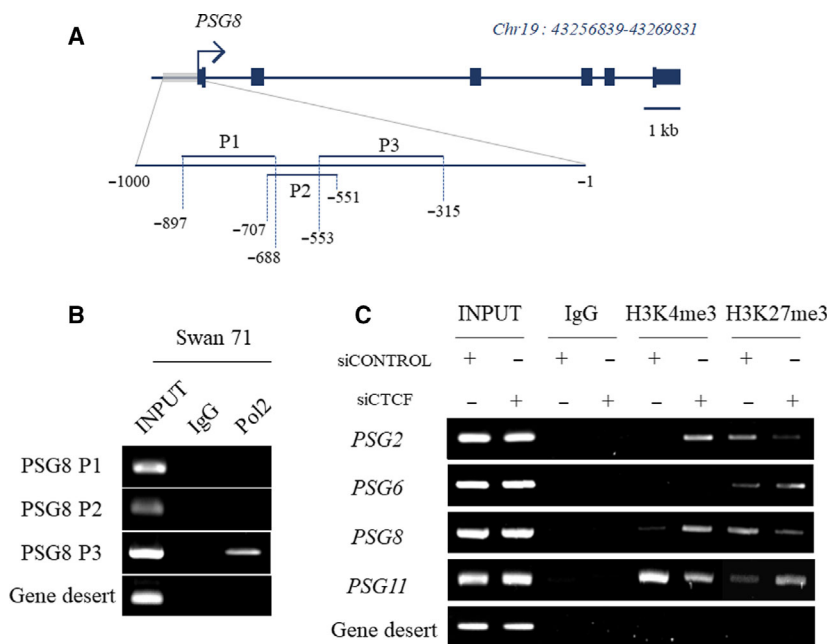 A
PSG8
Chr19 : 43256839-43269831
1 kb
P1
P3
P2
−1000
−1
−551
−897
−315
−707
−553
−688
B
C
Swan 71
INPUT IgG Pol2
PSG8 P1
PSG8 P2
PSG8 P3
Gene desert
INPUT IgG H3K4me3 H3K27me3
siCONTROL + − + − + − + −
siCTCF − + − + − + − +
PSG2
PSG6
PSG8
PSG11
Gene desert